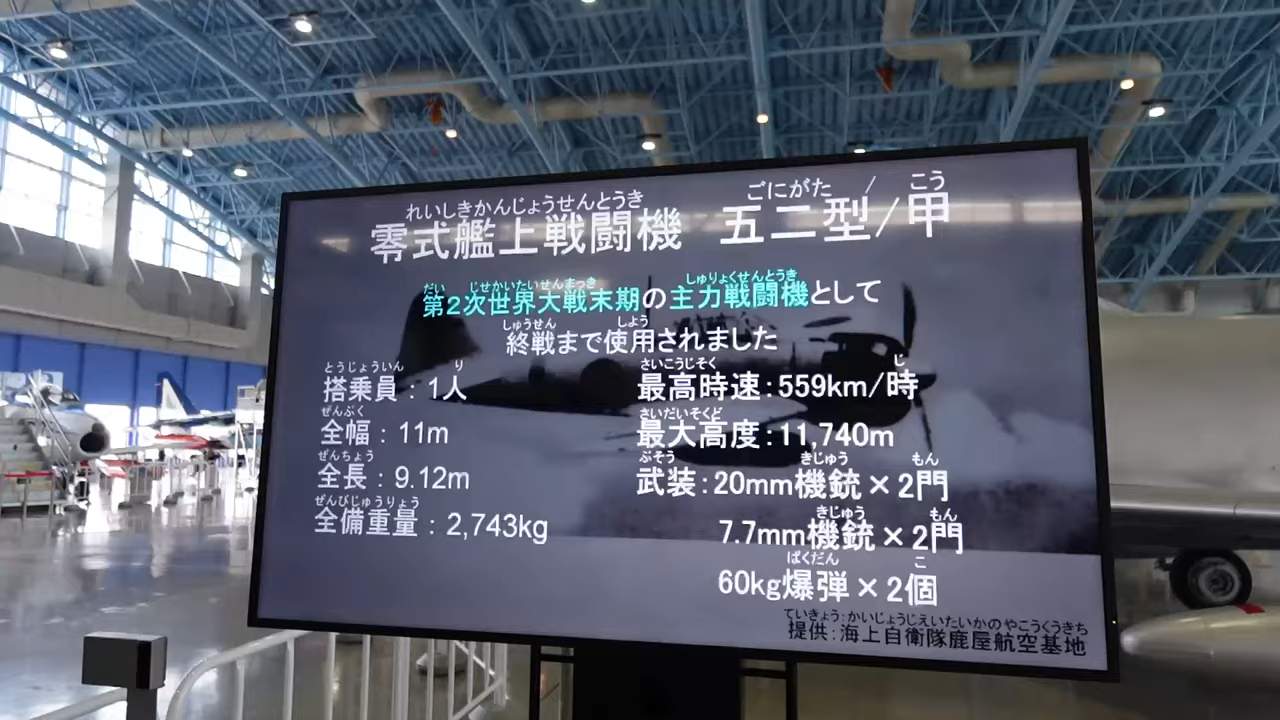 れいしきかんじょうせんとうき ごにがた / こう
零式艦上戦闘機 五二型/甲
だい じせかいたいせんまっき しゅりょくせんとうき
第2次世界大戦末期の主力戦闘機として
しゅうせん しよう
終戦まで使用されました
とうじょういん り
搭乗員：1人
ぜんぷく
全幅：11m
ぜんちょう
全長：9.12m
ぜんびじゅうりょう
全備重量：2,743kg
さいこうじそく じ
最高時速：559km/時
さいだいそくど
最大高度：11,740m
ぶそう きじゅう もん
武装：20mm機銃×2門
きじゅう もん
7.7mm機銃×2門
ばくだん こ
60kg爆弾×2個
ていきょう：かいじょうじえいたいかのやこうくうきち
提供：海上自衛隊鹿屋航空基地